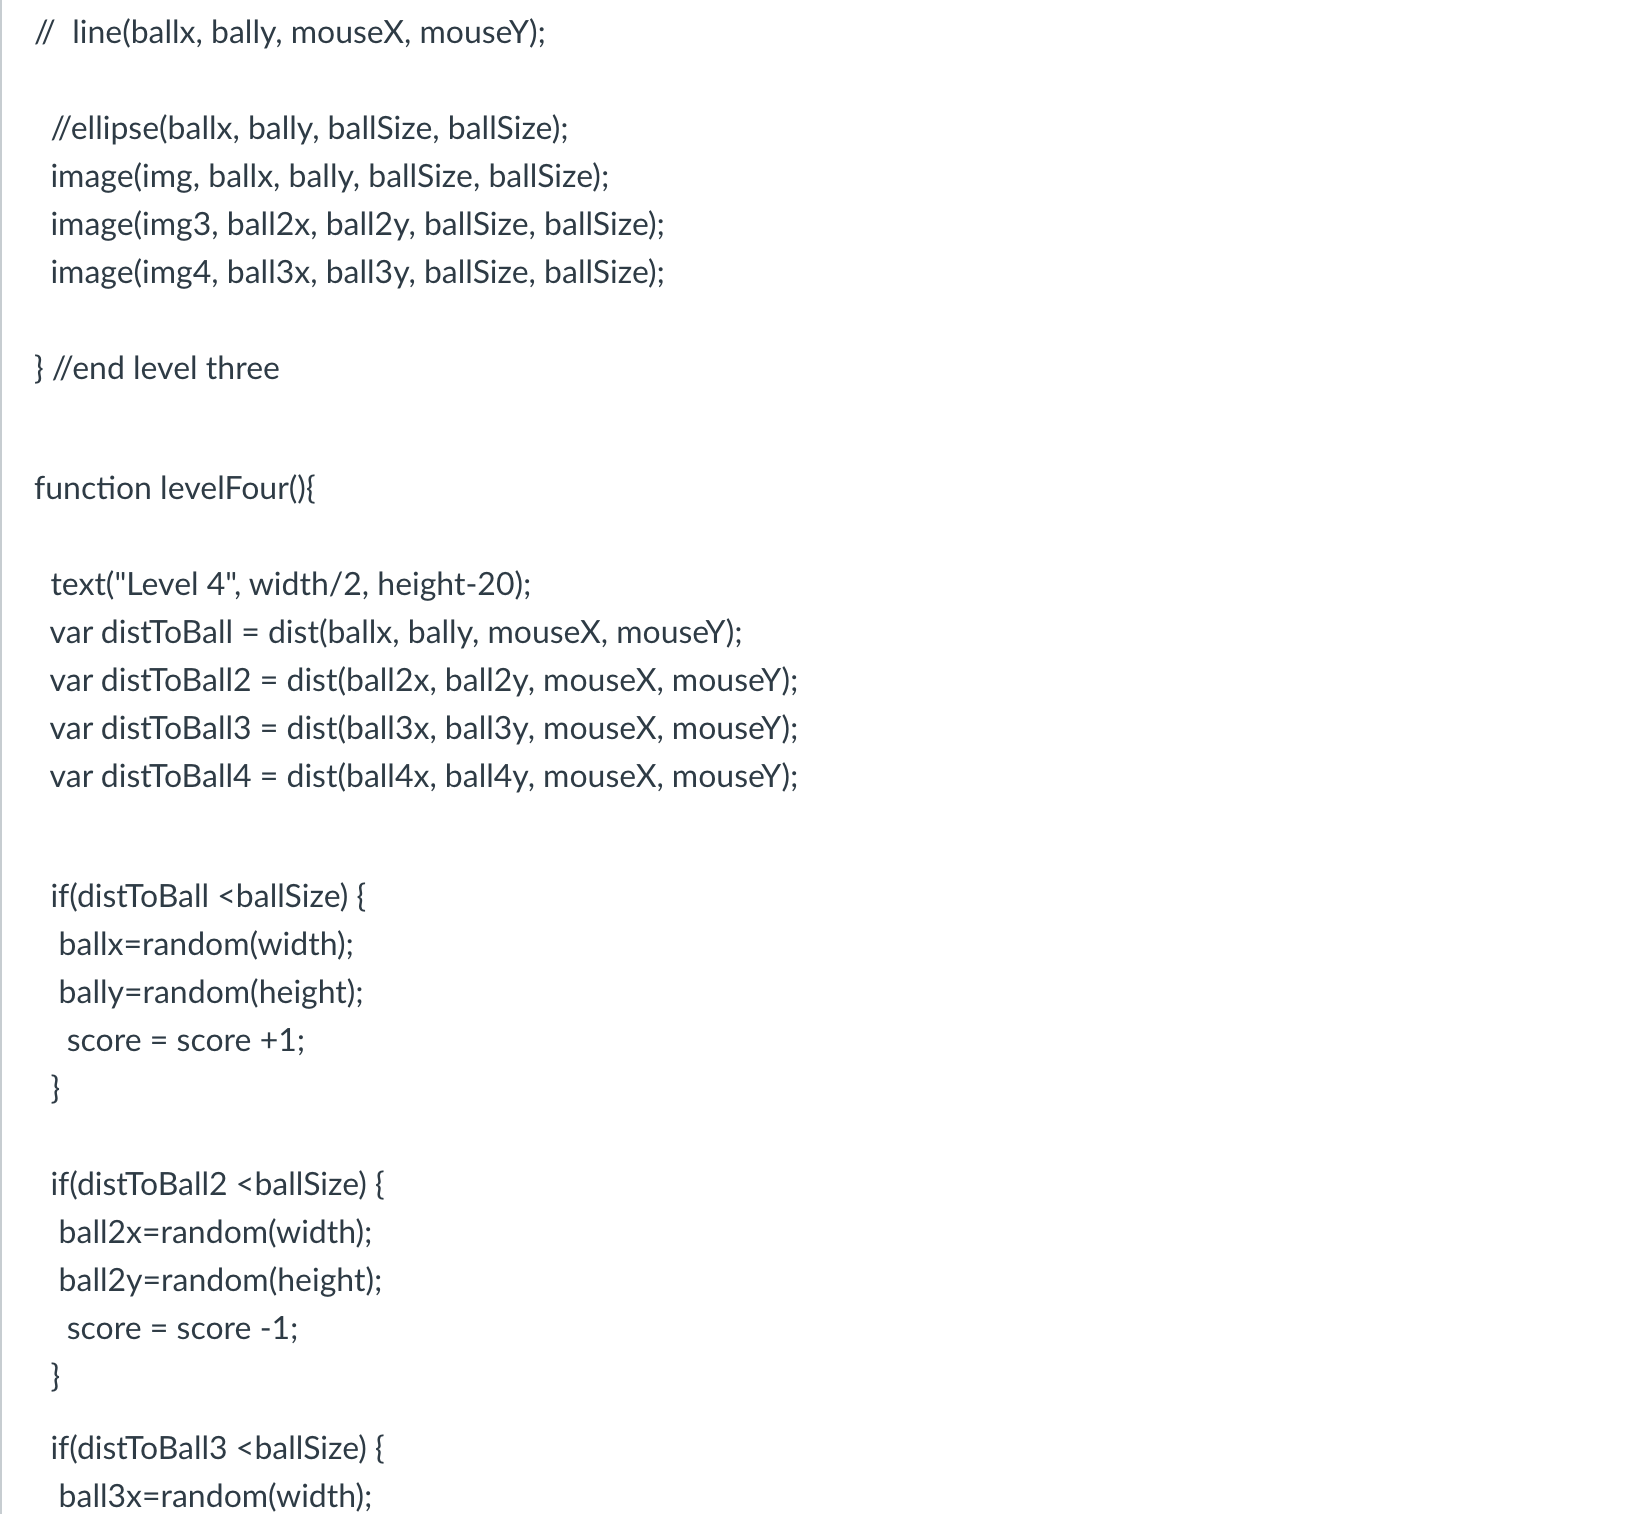 //  line(ballx, bally, mouseX, mouseY);
//ellipse(ballx, bally, ballSize, ballSize);
image(img, ballx, bally, ballSize, ballSize);
image(img3, ball2x, ball2y, ballSize, ballSize);
image(img4, ball3x, ball3y, ballSize, ballSize);
} //end level three
function levelFour(){
text("Level 4", width/2, height-20);
var distToBall = dist(ballx, bally, mouseX, mouseY);
var distToBall2 = dist(ball2x, ball2y, mouseX, mouseY);
var distToBall3 = dist(ball3x, ball3y, mouseX, mouseY);
var distToBall4 = dist(ball4x, ball4y, mouseX, mouseY);
if(distToBall <ballSize) {
ballx=random(width);
bally=random(height);
score = score +1;
}
if(distToBall2 <ballSize) {
ball2x=random(width);
ball2y=random(height);
score = score -1;
}
if(distToBall3 <ballSize) {
ball3x=random(width);